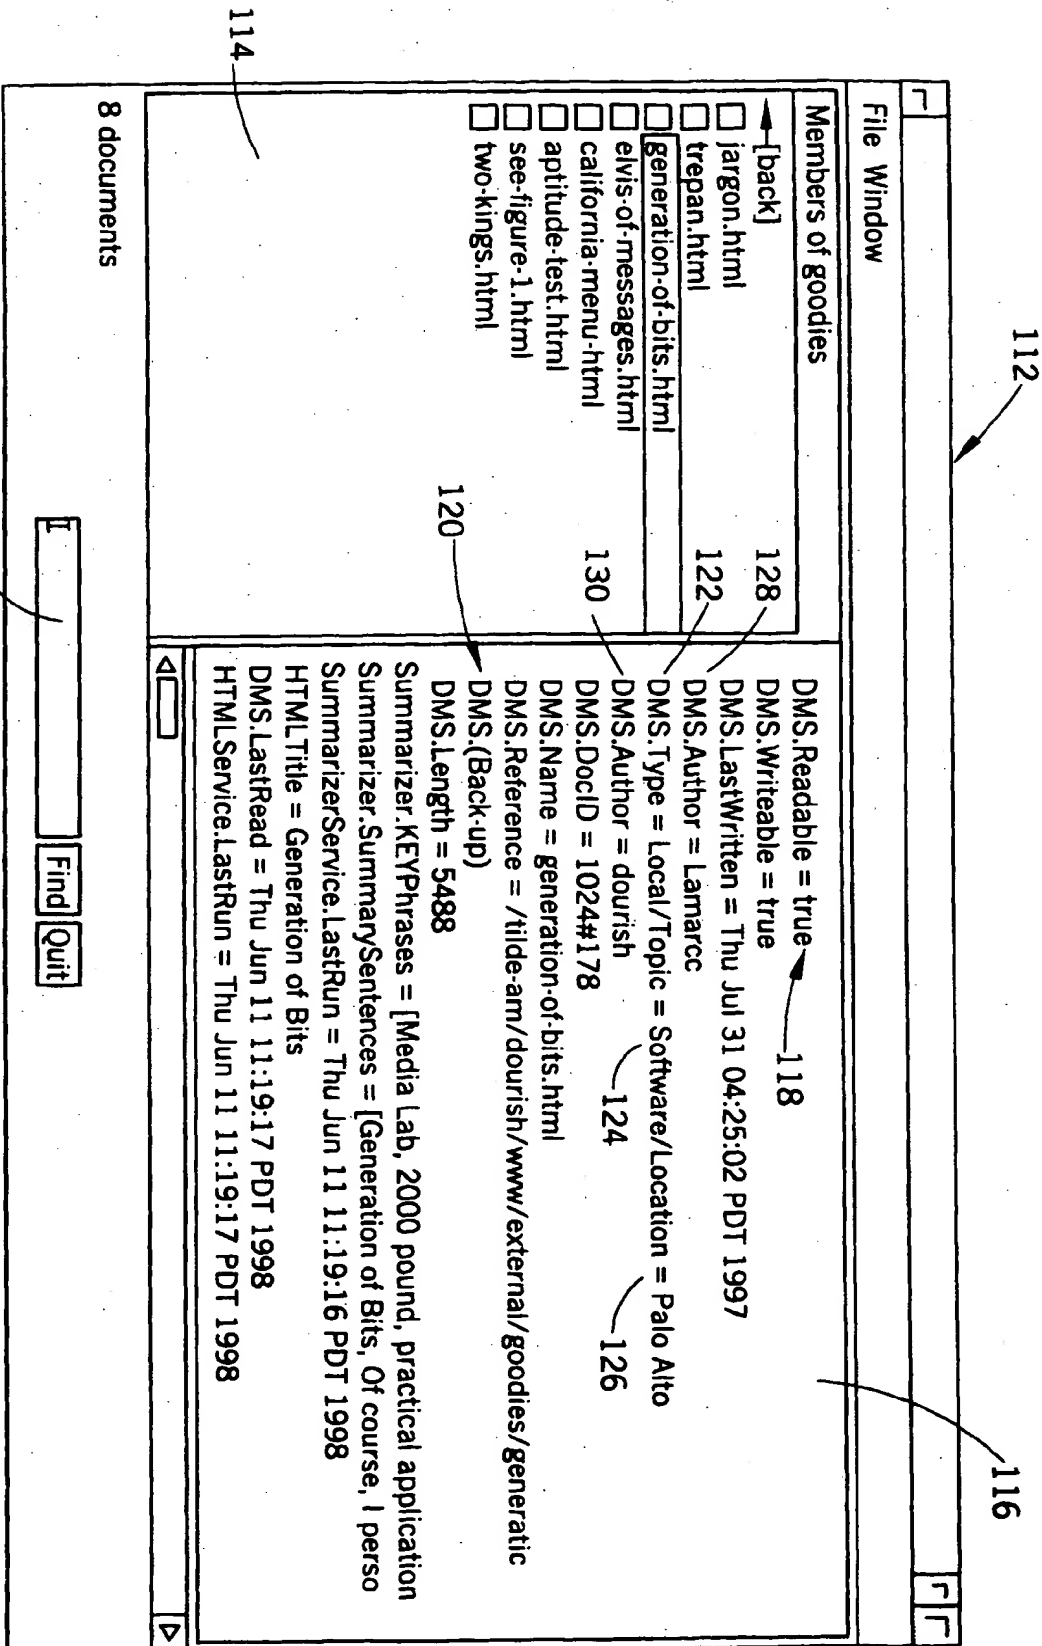 112
116
File Window
Members of goodies
[back]
jargon.html
trepan.html
generation-of-bits.html
elvis-of-messages.html
california-menu-html
aptitude-test.html
see-figure-1.html
two-kings.html
114
128
122
130
120
DMS.Readable = true
118
DMS.Writeable = true
DMS.LastWritten = Thu Jul 31 04:25:02 PDT 1997
DMS.Author = Lamarcc
DMS.Type = Local/Topic = Software/Location = Palo Alto
124
126
DMS.Author = dourish
DMS.DocID = 1024#178
DMS.Name = generation-of-bits.html
DMS.Reference = /tilde-am/dourish/www/external/goodies/generatic
DMS.(Back-up)
DMS.Length = 5488
Summarizer.KEYPhrases = [Media Lab, 2000 pound, practical application
Summarizer.SummarySentences = [Generation of Bits, Of course, I perso
SummarizerService.LastRun = Thu Jun 11 11:19:16 PDT 1998
HTMLTitle = Generation of Bits
DMS.LastRead = Thu Jun 11 11:19:17 PDT 1998
HTMLService.LastRun = Thu Jun 11 11:19:17 PDT 1998
8 documents
Find Quit